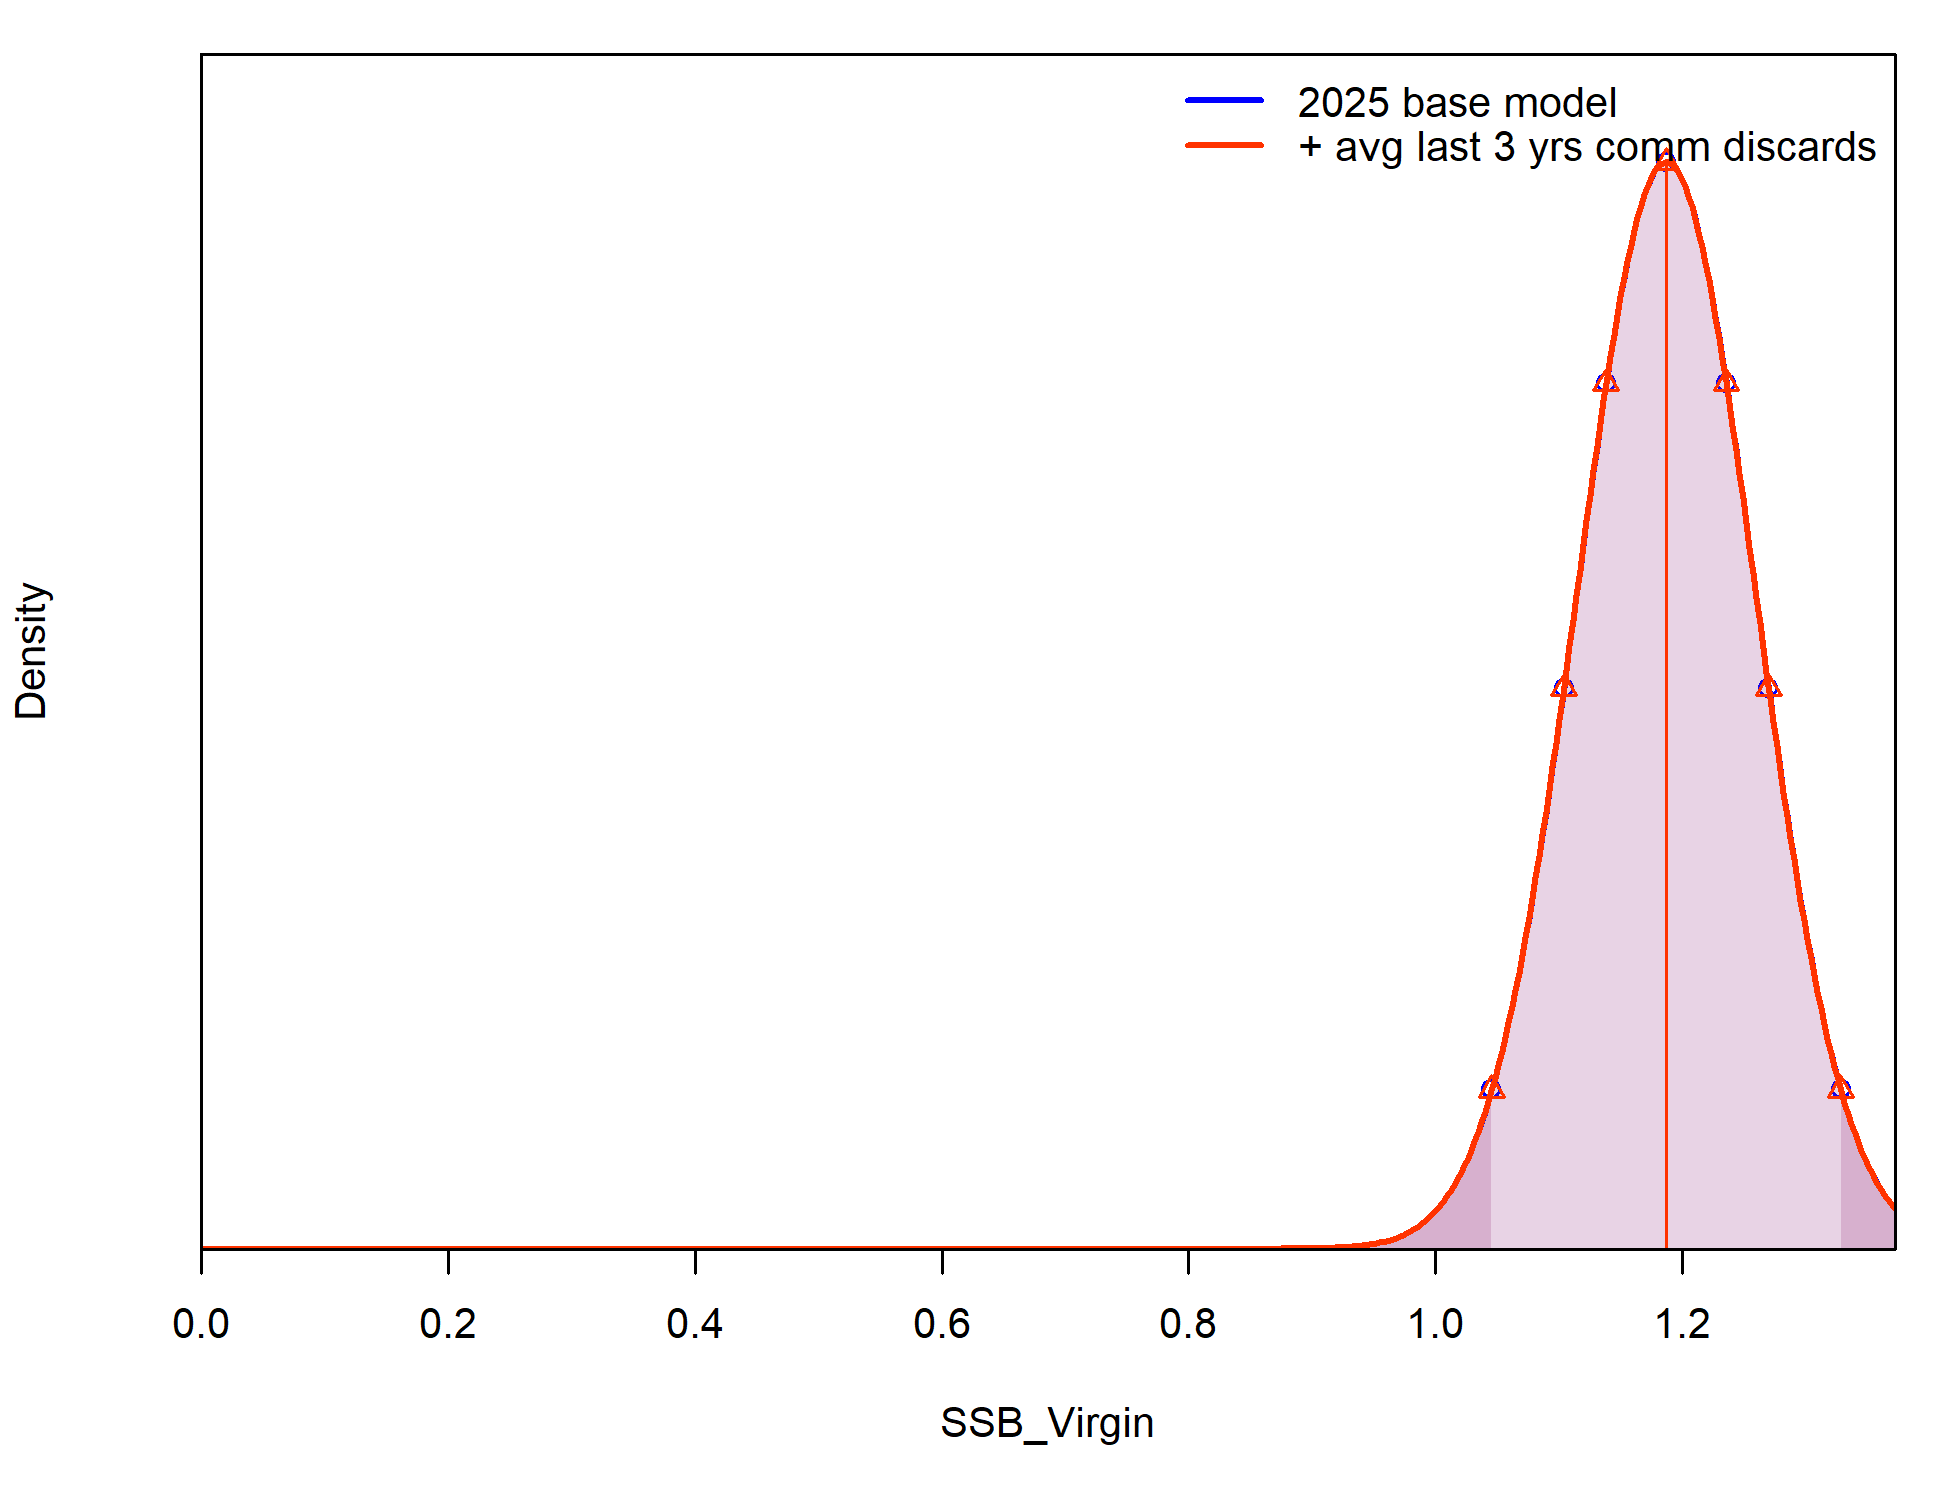 2025 base model
+ avg last 3 yrs comm discards
Density
0.0 0.2 0.4 0.6 0.8 1.0 1.2
SSB_Virgin